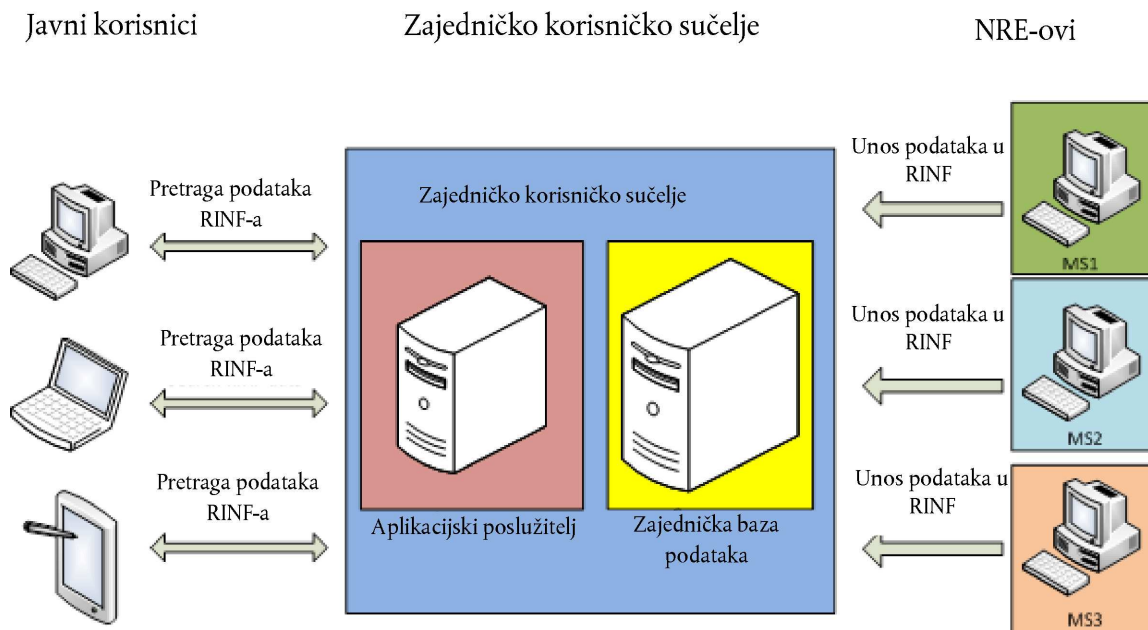 Javni korisnici
Zajedničko korisničko sučelje
NRE-ovi
Pretraga podataka
RINF-a
Pretraga podataka
RINF-a
Pretraga podataka
RINF-a
Zajedničko korisničko sučelje
Aplikacijski poslužitelj
Zajednička baza
podataka
Unos podataka u
RINF
MS1
Unos podataka u
RINF
MS2
Unos podataka u
RINF
MS3